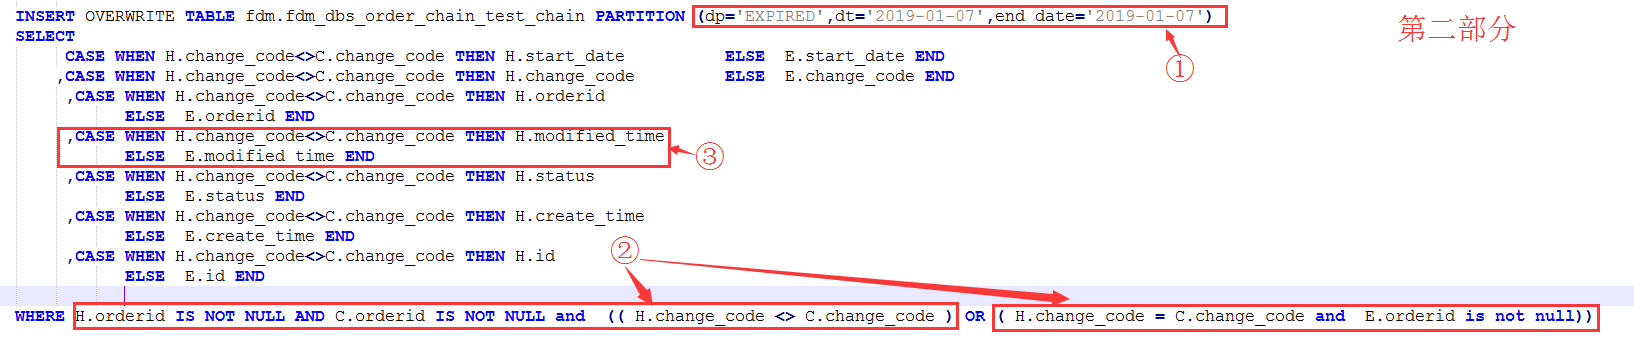 INSERT OVERWRITE TABLE fdm.fdm_dbs_order_chain_test_chain PARTITION (dp='EXPIRED',dt='2019-01-07',end date='2019-01-07')
第二部分
SELECT
CASE WHEN H.change_code<>C.change_code THEN H.start_date ELSE E.start_date END
①
,CASE WHEN H.change_code<>C.change_code THEN H.change_code ELSE E.change_code END
,CASE WHEN H.change_code<>C.change_code THEN H.orderid
ELSE E.orderid END
,CASE WHEN H.change_code<>C.change_code THEN H.modified_time
ELSE E.modified time END
③
,CASE WHEN H.change_code<>C.change_code THEN H.status
ELSE E.status END
,CASE WHEN H.change_code<>C.change_code THEN H.create_time
ELSE E.create_time END
②
,CASE WHEN H.change_code<>C.change_code THEN H.id
ELSE E.id END
WHERE H.orderid IS NOT NULL AND C.orderid IS NOT NULL and (( H.change_code <> C.change_code ) OR ( H.change_code = C.change_code and E.orderid is not null))